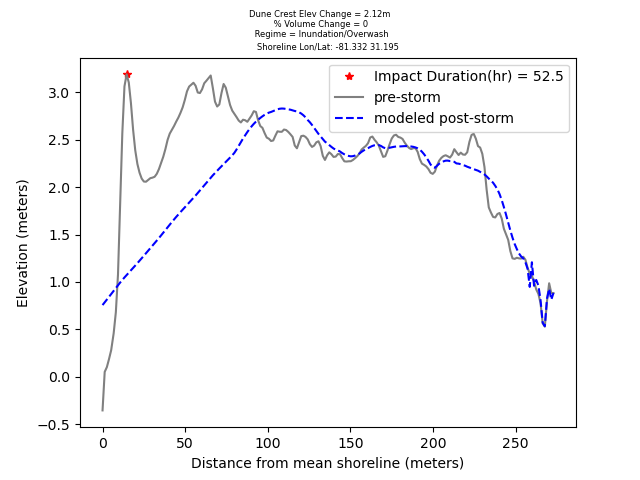 Dune Crest Elev Change = 2.12m
% Volume Change = 0
Regime = Inundation/Overwash
Shoreline Lon/Lat: -81.332 31.195
Impact Duration(hr) = 52.5
pre-storm
modeled post-storm
3.0
2.5
2.0
1.5
1.0
0.5
0.0
−0.5
Elevation (meters)
0 50 100 150 200 250
Distance from mean shoreline (meters)